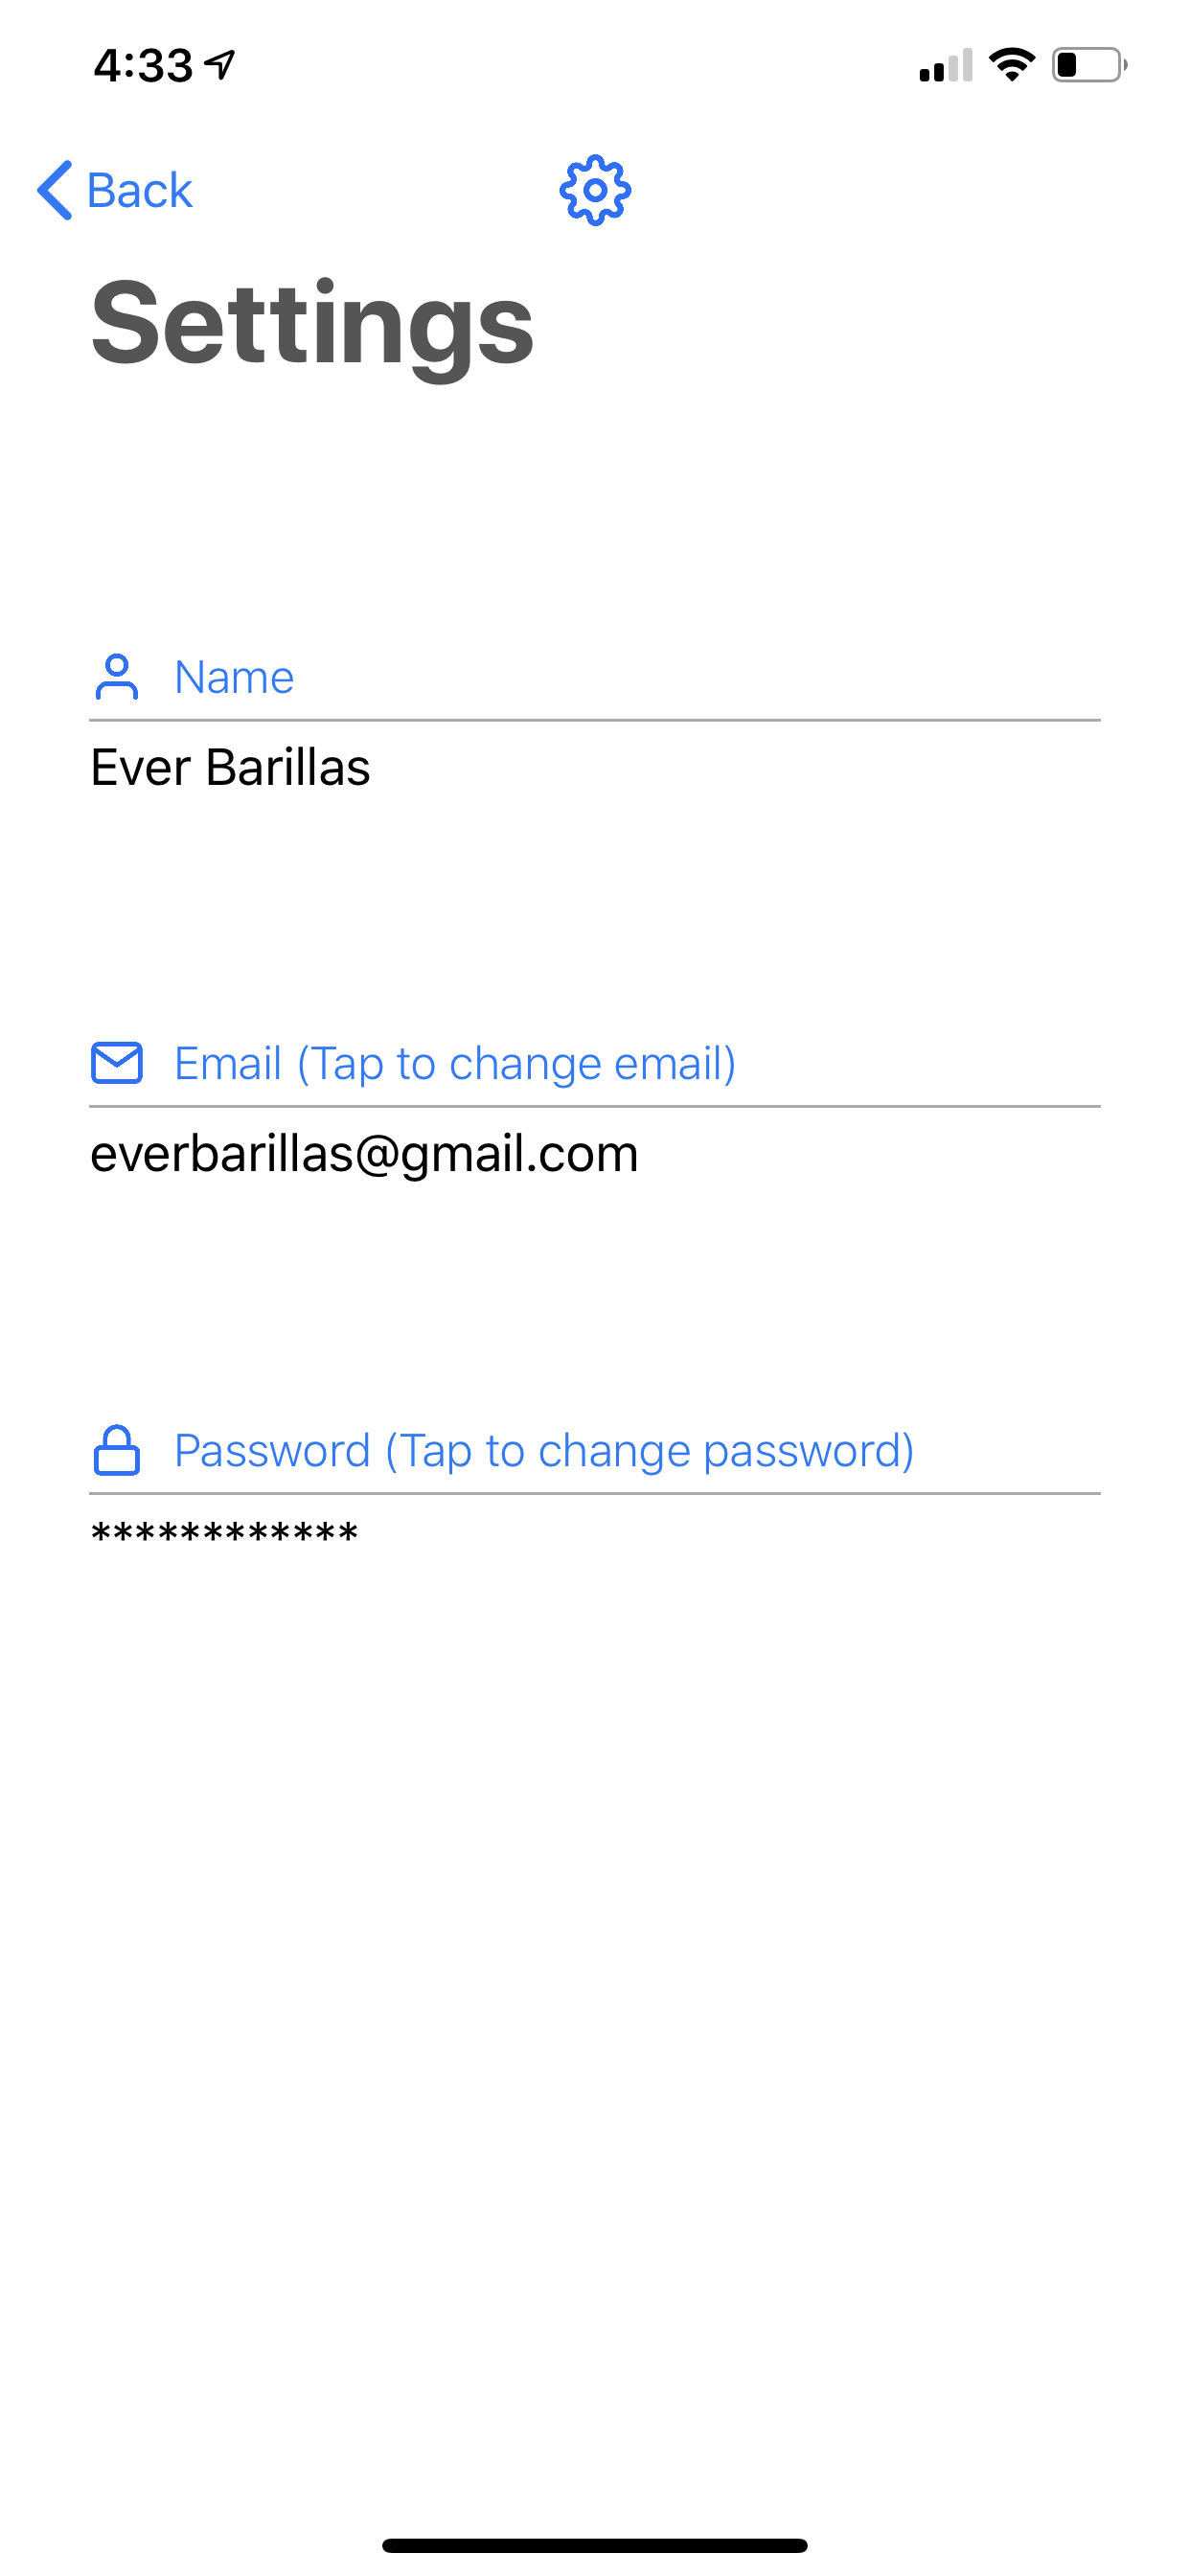 4:33
Back
Settings
Name
Ever Barillas
Email (Tap to change email)
everbarillas@gmail.com
Password (Tap to change password)
************